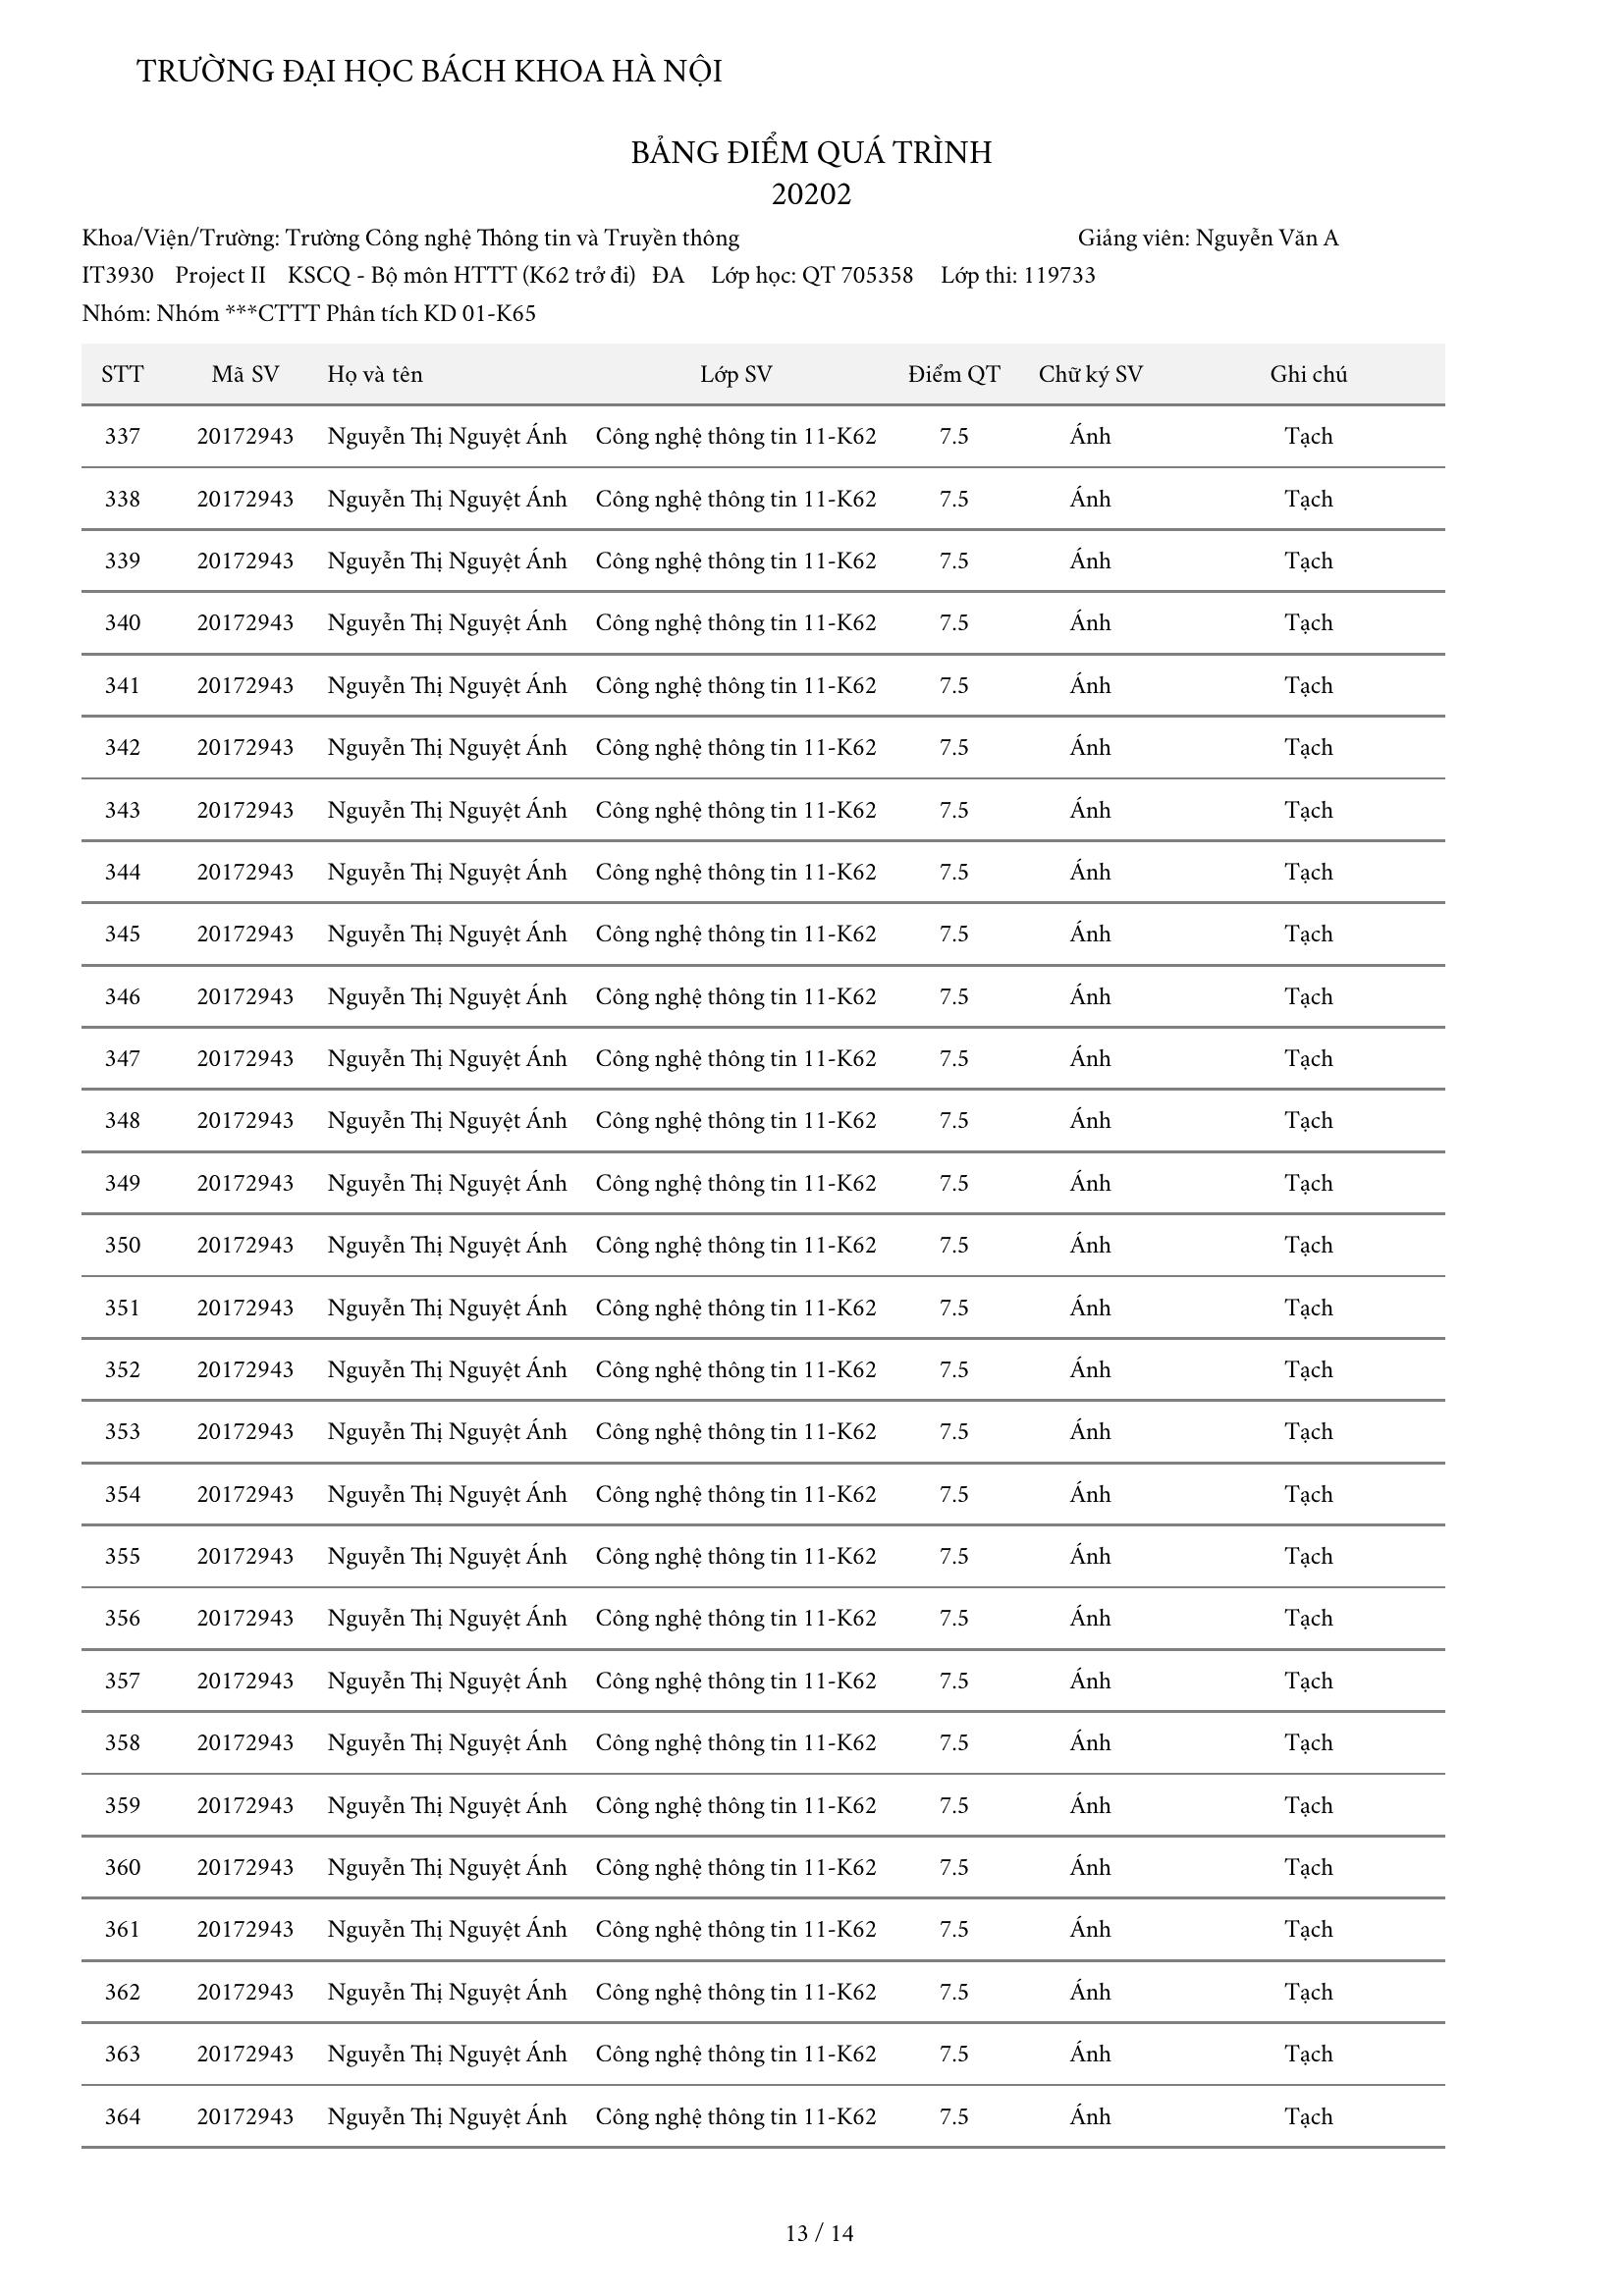 TRƯỜNG ĐẠI HỌC BÁCH KHOA HÀ NỘI
BẢNG ĐIỂM QUÁ TRÌNH
20202
Khoa/Viện/Trường: Trường Công nghệ Thông tin và Truyền thông Giảng viên: Nguyễn Văn A
IT3930 Project II KSCQ - Bộ môn HTTT (K62 trở đi) ĐA Lớp học: QT 705358 Lớp thi: 119733
Nhóm: Nhóm ***CTTT Phân tích KD 01-K65
STT Mã SV Họ và tên Lớp SV Điểm QT Chữ ký SV Ghi chú
337 20172943 Nguyễn Thị Nguyệt Ánh Công nghệ thông tin 11-K62 7.5 Ánh Tạch
338 20172943 Nguyễn Thị Nguyệt Ánh Công nghệ thông tin 11-K62 7.5 Ánh Tạch
339 20172943 Nguyễn Thị Nguyệt Ánh Công nghệ thông tin 11-K62 7.5 Ánh Tạch
340 20172943 Nguyễn Thị Nguyệt Ánh Công nghệ thông tin 11-K62 7.5 Ánh Tạch
341 20172943 Nguyễn Thị Nguyệt Ánh Công nghệ thông tin 11-K62 7.5 Ánh Tạch
342 20172943 Nguyễn Thị Nguyệt Ánh Công nghệ thông tin 11-K62 7.5 Ánh Tạch
343 20172943 Nguyễn Thị Nguyệt Ánh Công nghệ thông tin 11-K62 7.5 Ánh Tạch
344 20172943 Nguyễn Thị Nguyệt Ánh Công nghệ thông tin 11-K62 7.5 Ánh Tạch
345 20172943 Nguyễn Thị Nguyệt Ánh Công nghệ thông tin 11-K62 7.5 Ánh Tạch
346 20172943 Nguyễn Thị Nguyệt Ánh Công nghệ thông tin 11-K62 7.5 Ánh Tạch
347 20172943 Nguyễn Thị Nguyệt Ánh Công nghệ thông tin 11-K62 7.5 Ánh Tạch
348 20172943 Nguyễn Thị Nguyệt Ánh Công nghệ thông tin 11-K62 7.5 Ánh Tạch
349 20172943 Nguyễn Thị Nguyệt Ánh Công nghệ thông tin 11-K62 7.5 Ánh Tạch
350 20172943 Nguyễn Thị Nguyệt Ánh Công nghệ thông tin 11-K62 7.5 Ánh Tạch
351 20172943 Nguyễn Thị Nguyệt Ánh Công nghệ thông tin 11-K62 7.5 Ánh Tạch
352 20172943 Nguyễn Thị Nguyệt Ánh Công nghệ thông tin 11-K62 7.5 Ánh Tạch
353 20172943 Nguyễn Thị Nguyệt Ánh Công nghệ thông tin 11-K62 7.5 Ánh Tạch
354 20172943 Nguyễn Thị Nguyệt Ánh Công nghệ thông tin 11-K62 7.5 Ánh Tạch
355 20172943 Nguyễn Thị Nguyệt Ánh Công nghệ thông tin 11-K62 7.5 Ánh Tạch
356 20172943 Nguyễn Thị Nguyệt Ánh Công nghệ thông tin 11-K62 7.5 Ánh Tạch
357 20172943 Nguyễn Thị Nguyệt Ánh Công nghệ thông tin 11-K62 7.5 Ánh Tạch
358 20172943 Nguyễn Thị Nguyệt Ánh Công nghệ thông tin 11-K62 7.5 Ánh Tạch
359 20172943 Nguyễn Thị Nguyệt Ánh Công nghệ thông tin 11-K62 7.5 Ánh Tạch
360 20172943 Nguyễn Thị Nguyệt Ánh Công nghệ thông tin 11-K62 7.5 Ánh Tạch
361 20172943 Nguyễn Thị Nguyệt Ánh Công nghệ thông tin 11-K62 7.5 Ánh Tạch
362 20172943 Nguyễn Thị Nguyệt Ánh Công nghệ thông tin 11-K62 7.5 Ánh Tạch
363 20172943 Nguyễn Thị Nguyệt Ánh Công nghệ thông tin 11-K62 7.5 Ánh Tạch
364 20172943 Nguyễn Thị Nguyệt Ánh Công nghệ thông tin 11-K62 7.5 Ánh Tạch
13 / 14